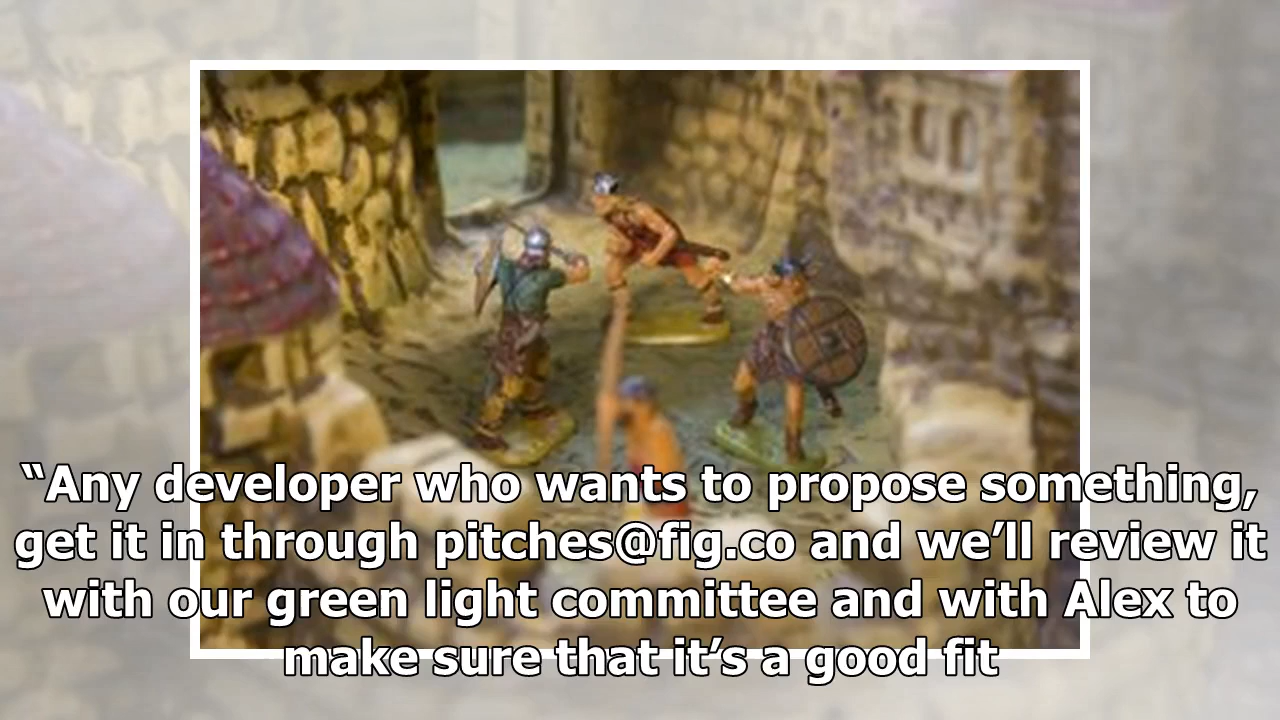 “Any developer who wants to propose something,
get it in through pitches@fig.co and we’ll review it
with our green light committee and with Alex to
make sure that it’s a good fit